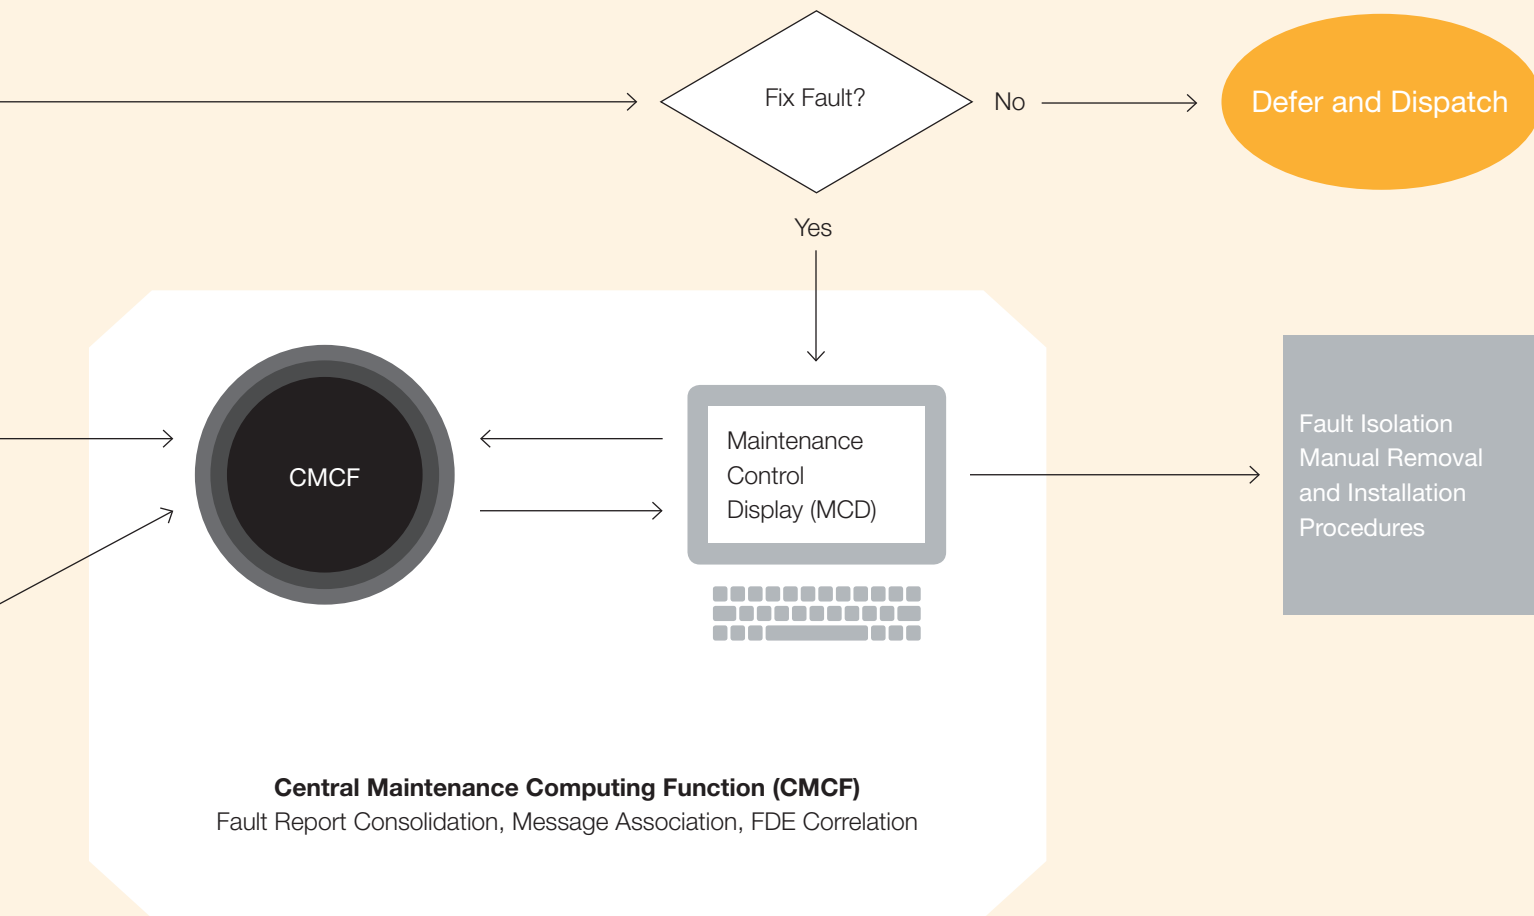 Fix Fault?
No
Defer and Dispatch
Yes
CMCF
Maintenance
Control
Display (MCD)
Fault Isolation
Manual Removal
and Installation
Procedures
Central Maintenance Computing Function (CMCF)
Fault Report Consolidation, Message Association, FDE Correlation